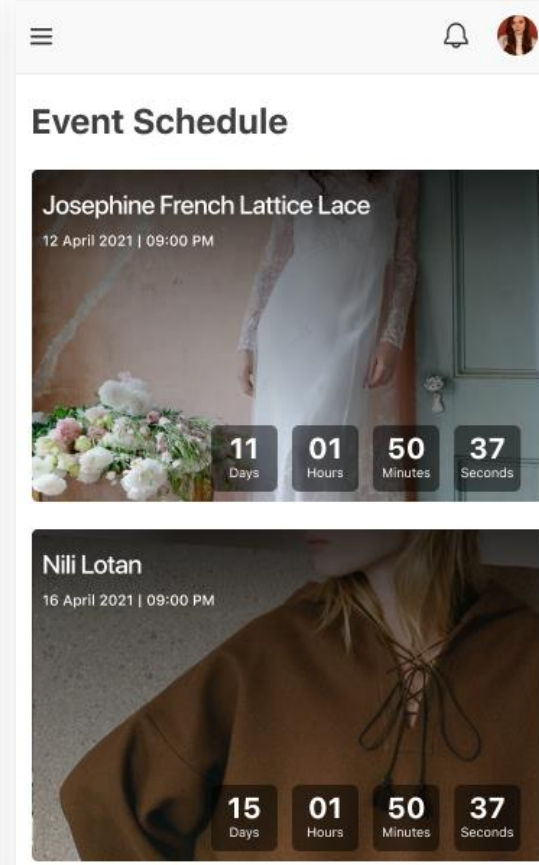 Event Schedule
Josephine French Lattice Lace
12 April 2021 | 09:00 PM
11 01 50 37
Days Hours Minutes Seconds
Nili Lotan
16 April 2021 | 09:00 PM
15 01 50 37
Days Hours Minutes Seconds